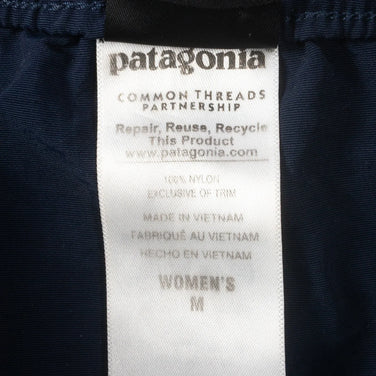 patagonia
COMMON THREADS
PARTNERSHIP
Repair, Reuse, Recycle
This Product
www.patagonia.com
100% NYLON
EXCLUSIVE OF TRIM
MADE IN VIETNAM
FABRIQUÉ AU VIETNAM
HECHO EN VIETNAM
WOMEN'S
M